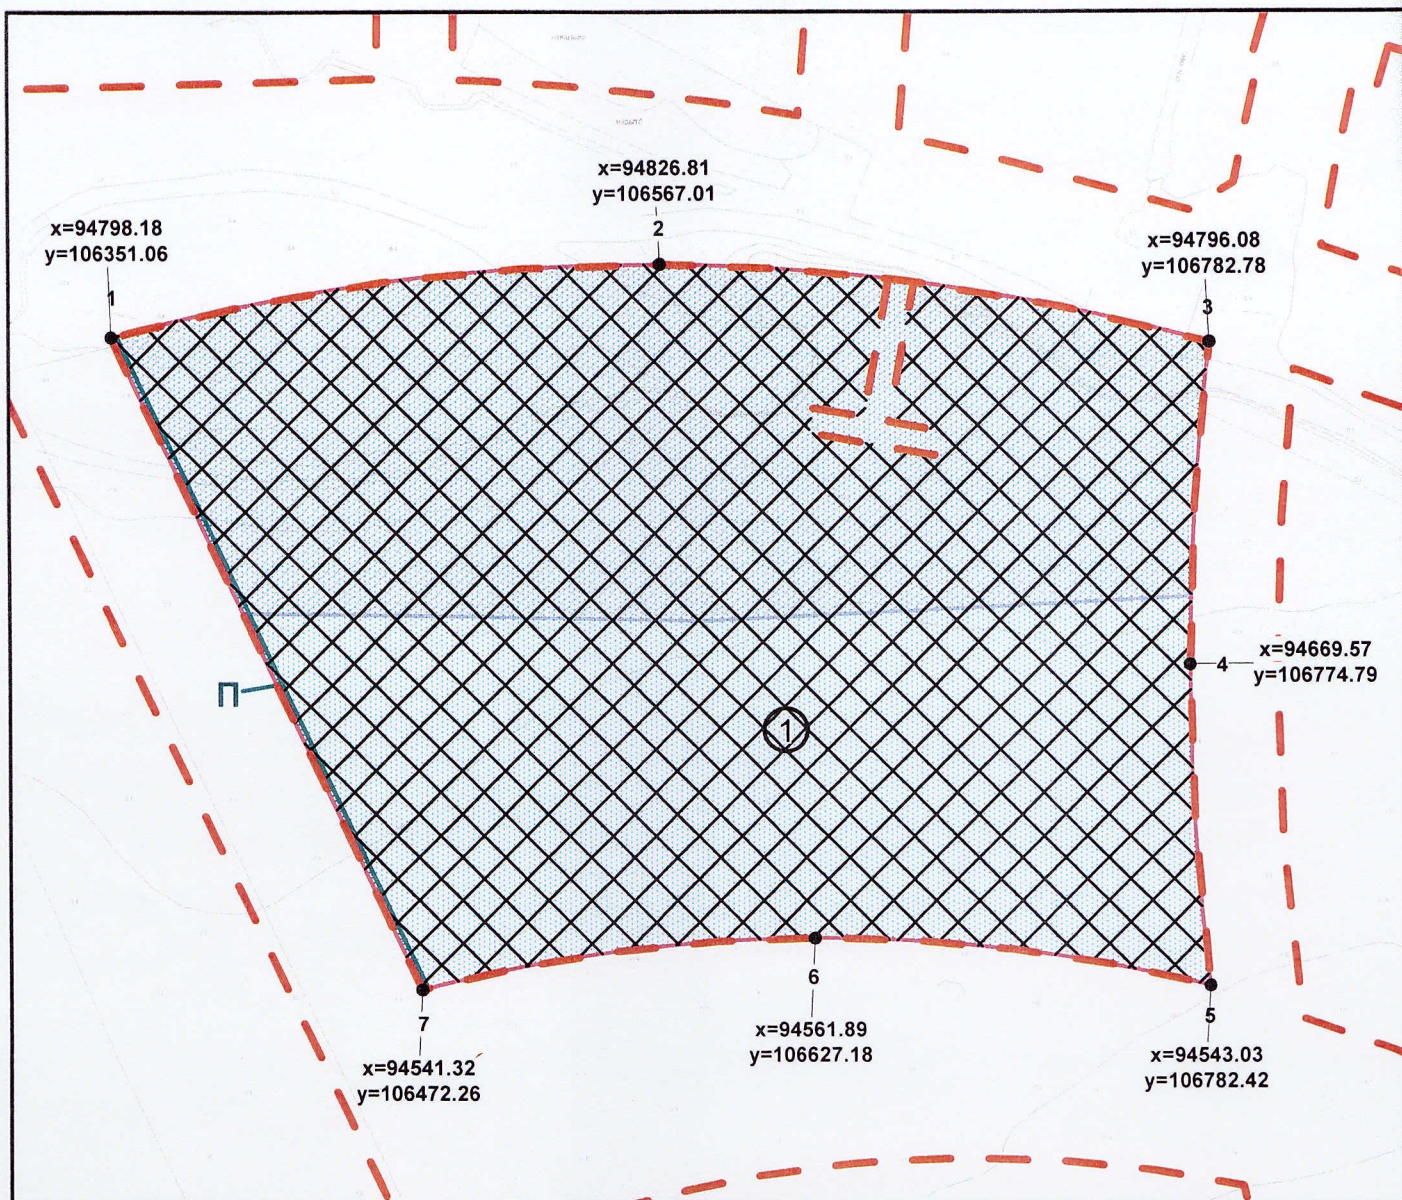 x=94826.81
y=106567.01
2
x=94798.18
y=106351.06
1
x=94796.08
y=106782.78
3
x=94669.57
y=106774.79
4
П
1
7
x=94541.32
y=106472.26
6
x=94561.89
y=106627.18
5
x=94543.03
y=106782.42